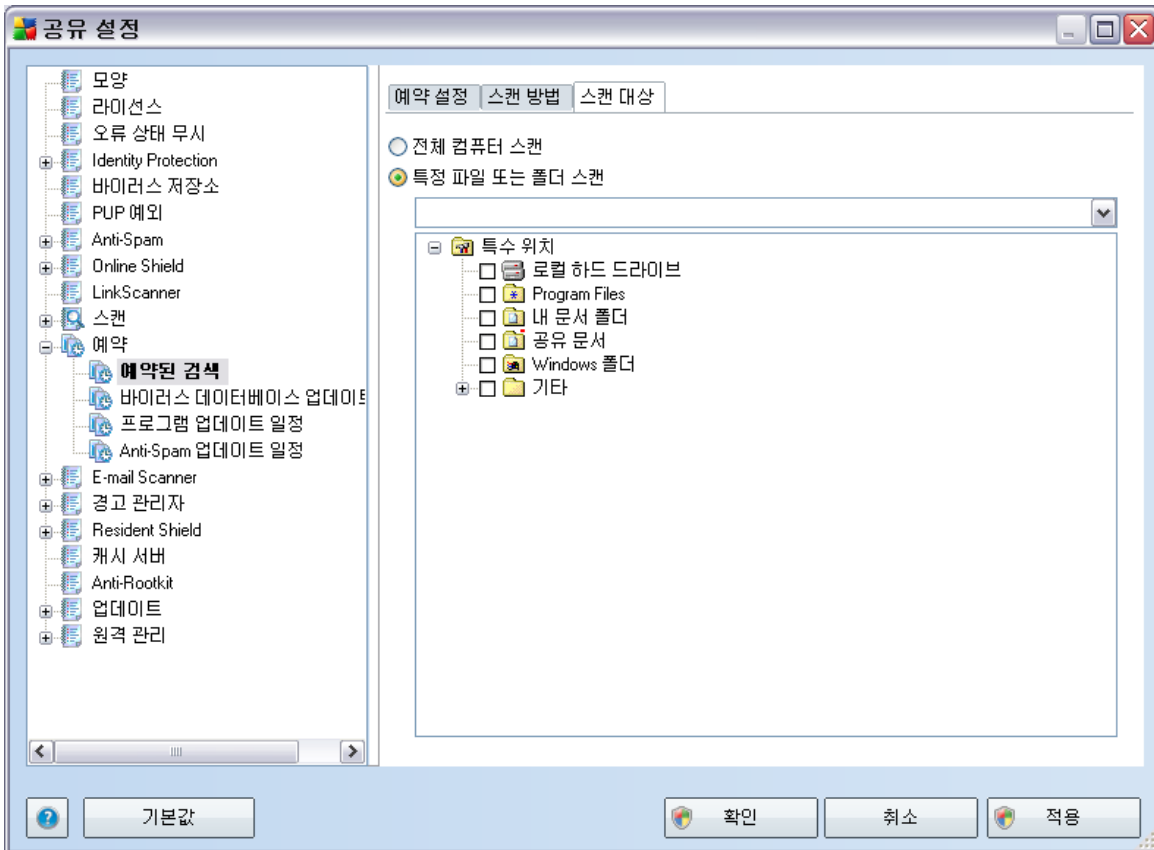 공유 설정
모양
라이선스
오류 상태 무시
Identity Protection
바이러스 저장소
PUP 예외
Anti-Spam
Online Shield
LinkScanner
스캔
예약
예약된 검색
바이러스 데이터베이스 업데이트
프로그램 업데이트 일정
Anti-Spam 업데이트 일정
E-mail Scanner
경고 관리자
Resident Shield
캐시 서버
Anti-Rootkit
업데이트
원격 관리
예약 설정 스캔 방법 스캔 대상
전체 컴퓨터 스캔
특정 파일 또는 폴더 스캔
특수 위치
로컬 하드 드라이브
Program Files
내 문서 폴더
공유 문서
Windows 폴더
기타
기본값 확인 취소 적용